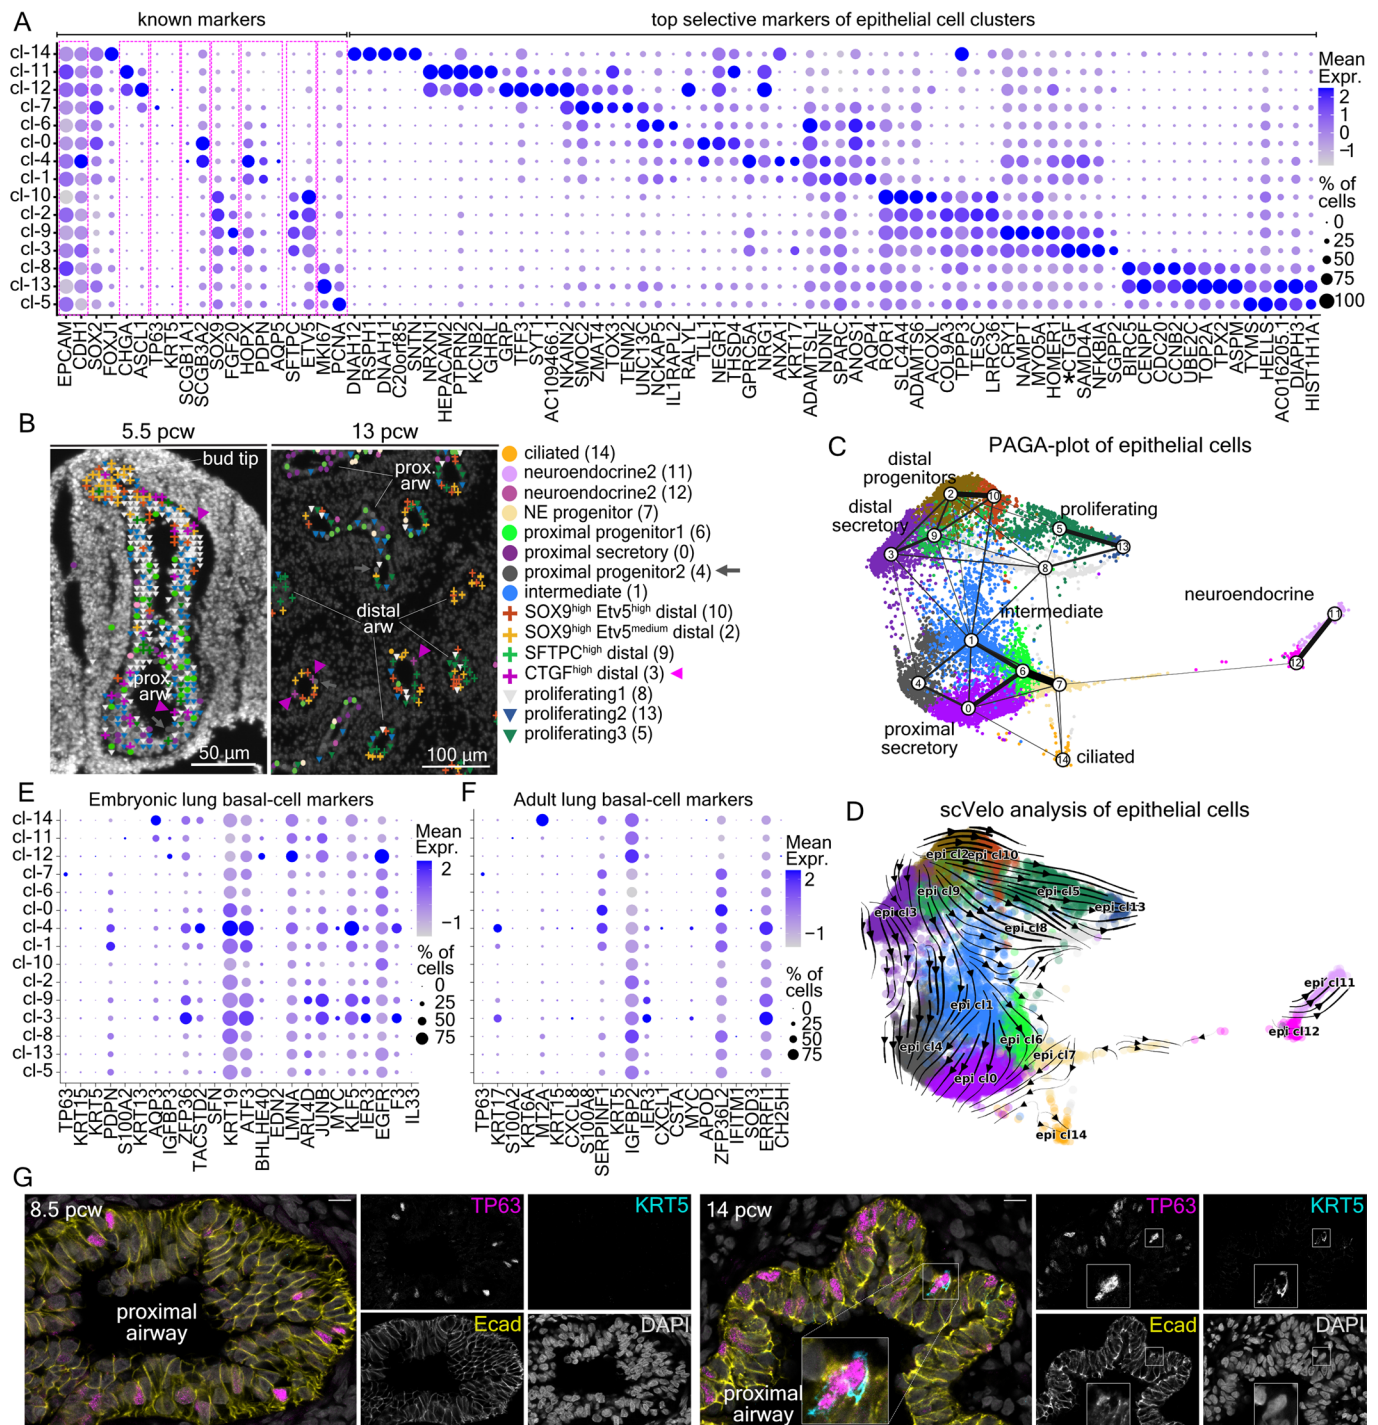 A
known markers
top selective markers of epithelial cell clusters
cl-14
cl-11
cl-12
cl-7
cl-6
cl-0
cl-4
cl-1
cl-10
cl-2
cl-9
cl-3
cl-8
cl-13
cl-5
Mean
Expr.
2
1
0
−1
% of
cells
0
25
50
75
100
EPCAM
CDH1
SOX2
FOXJ1
CHGA
ASCL1
TP63
KRT5
SCGB1A1
SCGB3A2
SOX9
FGF20
HOPX
PDPN
AQP5
SFTPC
ETV5
MKI67
PCNA
DNAH12
RSPH1
DNAH11
C20orf85
SNTN
NRXN1
HEPACAM2
PTPRN2
KCNB2
GHRL
GRP
TFF3
SYT1
AC109466.1
NKAIN2
SMOC2
ZMAT4
TOX3
TENM2
UNC13C
NCKAP5
IL1RAPL2
RALYL
TLL1
NEGR1
THSD4
GPRC5A
NRG1
ANXA1
KRT17
ADAMTSL1
NDNF
SPARC
ANOS1
AQP4
ROR1
SLC4A4
ADAMTS6
ACOXL
COL9A3
TPPP3
TESC
LRRC36
CRY1
NAMPT
MYO5A
HOMER1
*CTGF
SAMD4A
NFKBIA
SGPP2
BIRC5
CENPF
CDC20
CCNB2
UBE2C
TOP2A
TPX2
ASPM
TYMS
HELLS
AC016205.1
DIAPH3
HIST1H1A
B
5.5 pcw
13 pcw
bud tip
prox.
arw
50 µm
prox.
arw
distal
arw
100 µm
ciliated (14)
neuroendocrine2 (11)
neuroendocrine2 (12)
NE progenitor (7)
proximal progenitor1 (6)
proximal secretory (0)
proximal progenitor2 (4)
intermediate (1)
SOX9high Etv5high distal (10)
SOX9high Etv5medium distal (2)
SFTPChigh distal (9)
CTGFhigh distal (3)
proliferating1 (8)
proliferating2 (13)
proliferating3 (5)
C
PAGA-plot of epithelial cells
distal
progenitors
distal
secretory
proliferating
intermediate
neuroendocrine
proximal
secretory
ciliated
2
10
5
13
9
3
8
1
6
4
7
0
11
12
14
D
scVelo analysis of epithelial cells
epi cl2
epi cl10
epi cl9
epi cl5
epi cl13
epi cl3
epi cl8
epi cl1
epi cl11
epi cl12
epi cl4
epi cl6
epi cl7
epi cl0
epi cl14
E
Embryonic lung basal-cell markers
cl-14
cl-11
cl-12
cl-7
cl-6
cl-0
cl-4
cl-1
cl-10
cl-2
cl-9
cl-3
cl-8
cl-13
cl-5
Mean
Expr.
2
−1
% of
cells
0
25
50
75
TP63
KRT15
KRT5
PDPN
S100A2
KRT13
AQP3
IGFBP3
ZFP36
TACSTD2
SFN
KRT19
ATF3
BHLHE40
EDN2
LMNA
ARL4D
JUNB
MYC
KLF5
IER3
EGFR
F3
IL33
F
Adult lung basal-cell markers
Mean
Expr.
2
−1
% of
cells
0
25
50
75
TP63
KRT17
S100A2
KRT6A
MT2A
KRT15
CXCL8
S100A8
SERPINF1
KRT5
IGFBP2
IER3
CXCL1
CSTA
MYC
APOD
ZFP36L2
IFITM1
SOD3
ERRFI1
CH25H
G
8.5 pcw
proximal
airway
TP63
KRT5
Ecad
DAPI
14 pcw
proximal
airway
TP63
KRT5
Ecad
DAPI